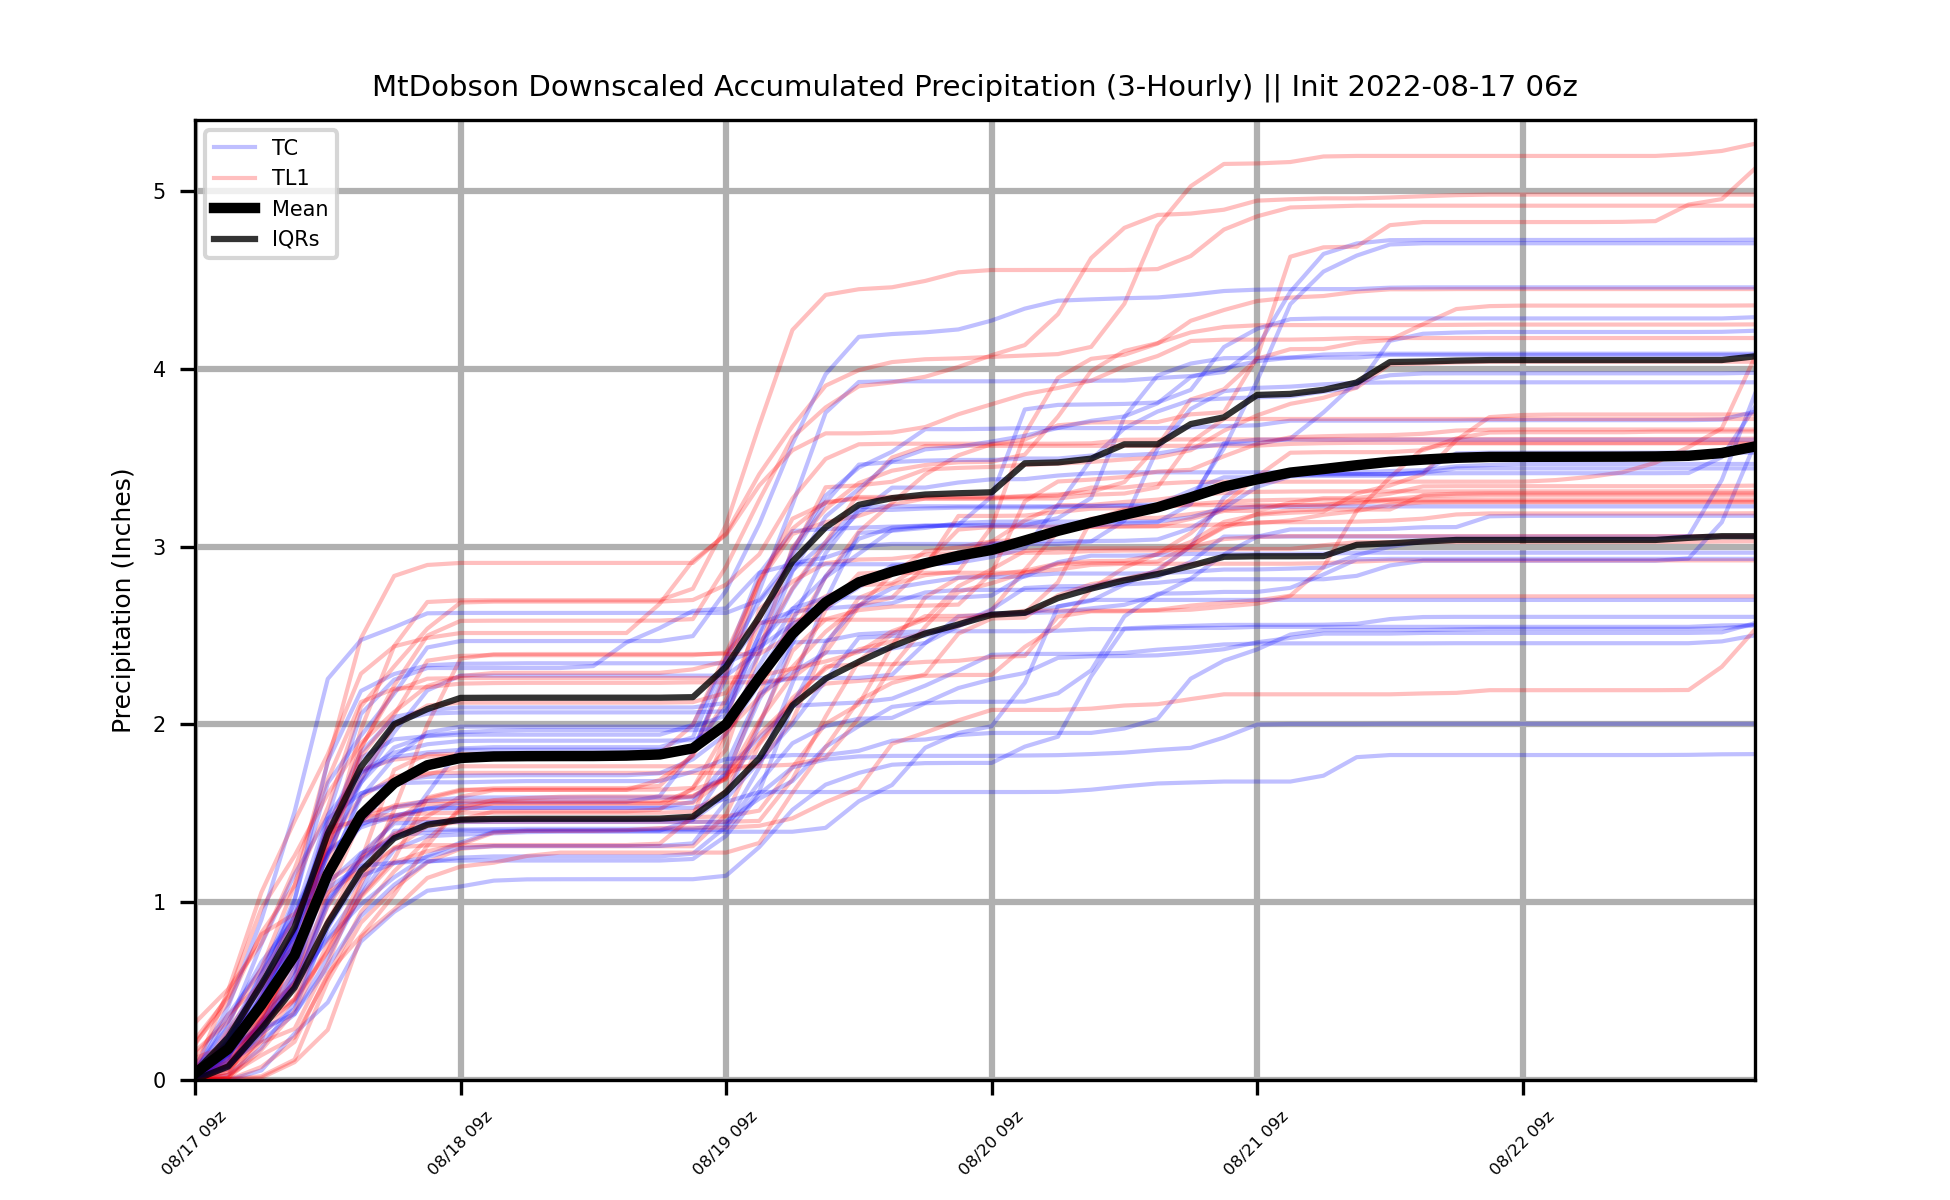 MtDobson Downscaled Accumulated Precipitation (3-Hourly) || Init 2022-08-17 06z
TC
TL1
Mean
IQRs
Precipitation (Inches)
5
4
3
2
1
0
08/17 09z
08/18 09z
08/19 09z
08/20 09z
08/21 09z
08/22 09z